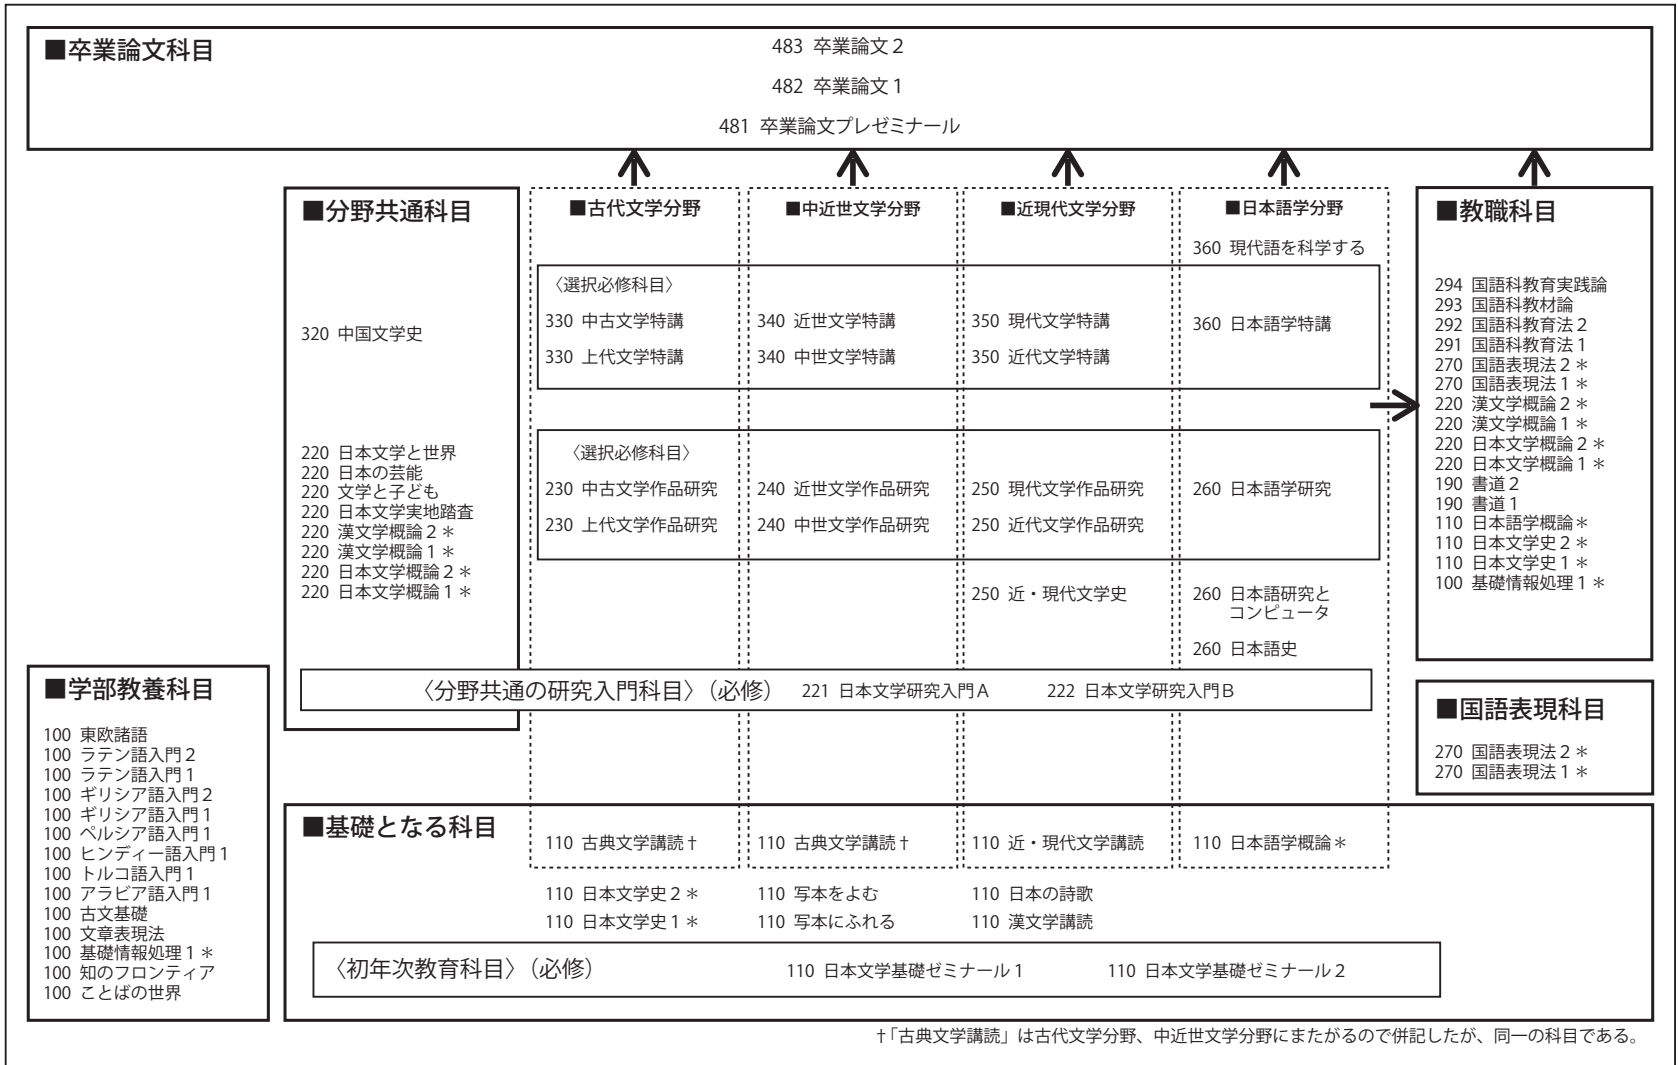 ■卒業論文科目
483 卒業論文2
482 卒業論文1
481 卒業論文プレゼミナール
■分野共通科目
320 中国文学史
220 日本文学と世界
220 日本の芸能
220 文学と子ども
220 日本文学実地踏査
220 漢文学概論2＊
220 漢文学概論1＊
220 日本文学概論2＊
220 日本文学概論1＊
■古代文学分野
■中近世文学分野
■近現代文学分野
■日本語学分野
360 現代語を科学する
〈選択必修科目〉
330 中古文学特講
340 近世文学特講
350 現代文学特講
360 日本語学特講
330 上代文学特講
340 中世文学特講
350 近代文学特講
〈選択必修科目〉
230 中古文学作品研究
240 近世文学作品研究
250 現代文学作品研究
260 日本語学研究
230 上代文学作品研究
240 中世文学作品研究
250 近代文学作品研究
250 近・現代文学史
260 日本語研究と
コンピュータ
260 日本語史
〈分野共通の研究入門科目〉（必修） 221 日本文学研究入門A 222 日本文学研究入門B
■教職科目
294 国語科教育実践論
293 国語科教材論
292 国語科教育法2
291 国語科教育法1
270 国語表現法2＊
270 国語表現法1＊
220 漢文学概論2＊
220 漢文学概論1＊
220 日本文学概論2＊
220 日本文学概論1＊
190 書道2
190 書道1
110 日本語学概論＊
110 日本文学史2＊
110 日本文学史1＊
100 基礎情報処理1＊
■国語表現科目
270 国語表現法2＊
270 国語表現法1＊
■学部教養科目
100 東欧諸語
100 ラテン語入門2
100 ラテン語入門1
100 ギリシア語入門2
100 ギリシア語入門1
100 ペルシア語入門1
100 ヒンディー語入門1
100 トルコ語入門1
100 アラビア語入門1
100 古文基礎
100 文章表現法
100 基礎情報処理1＊
100 知のフロンティア
100 ことばの世界
■基礎となる科目
110 古典文学講読†
110 古典文学講読†
110 近・現代文学講読
110 日本語学概論＊
110 日本文学史2＊
110 写本をよむ
110 日本の詩歌
110 日本文学史1＊
110 写本にふれる
110 漢文学講読
〈初年次教育科目〉（必修） 110 日本文学基礎ゼミナール1 110 日本文学基礎ゼミナール2
†「古典文学講読」は古代文学分野、中近世文学分野にまたがるので併記したが、同一の科目である。